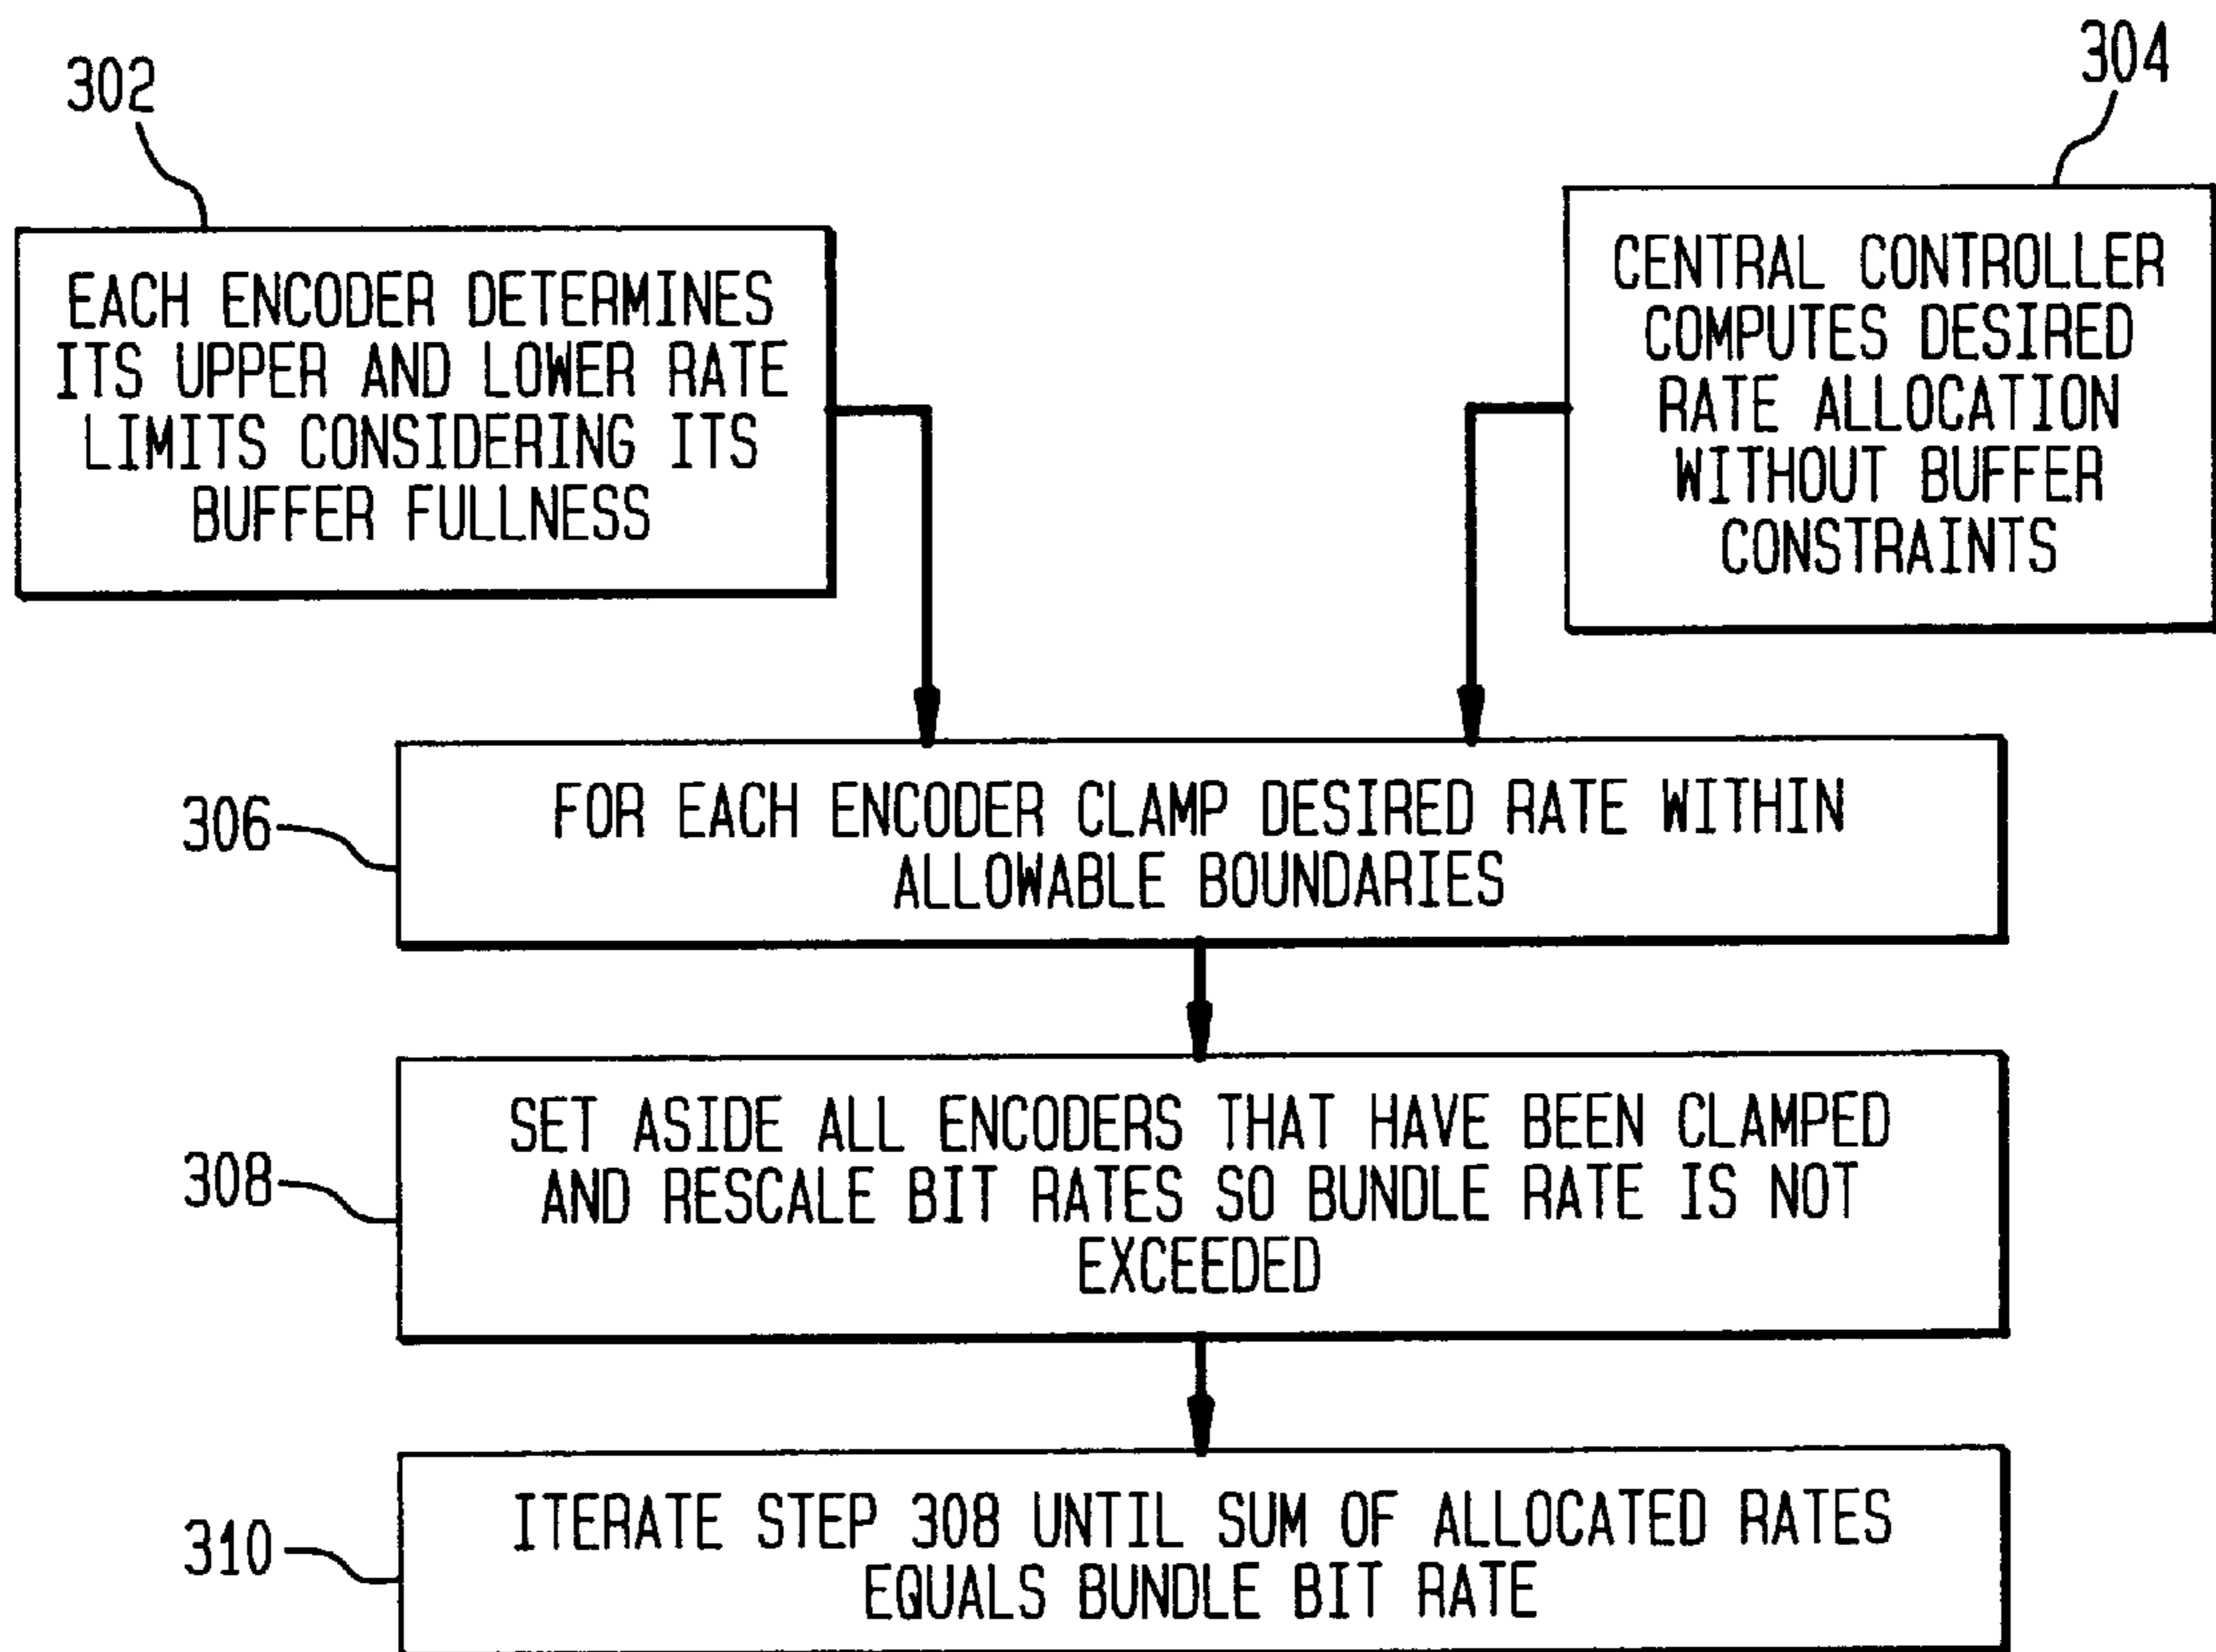 302
EACH ENCODER DETERMINES
ITS UPPER AND LOWER RATE
LIMITS CONSIDERING ITS
BUFFER FULLNESS
304
CENTRAL CONTROLLER
COMPUTES DESIRED
RATE ALLOCATION
WITHOUT BUFFER
CONSTRAINTS
306
FOR EACH ENCODER CLAMP DESIRED RATE WITHIN
ALLOWABLE BOUNDARIES
308
SET ASIDE ALL ENCODERS THAT HAVE BEEN CLAMPED
AND RESCALE BIT RATES SO BUNDLE RATE IS NOT
EXCEEDED
310
ITERATE STEP 308 UNTIL SUM OF ALLOCATED RATES
EQUALS BUNDLE BIT RATE